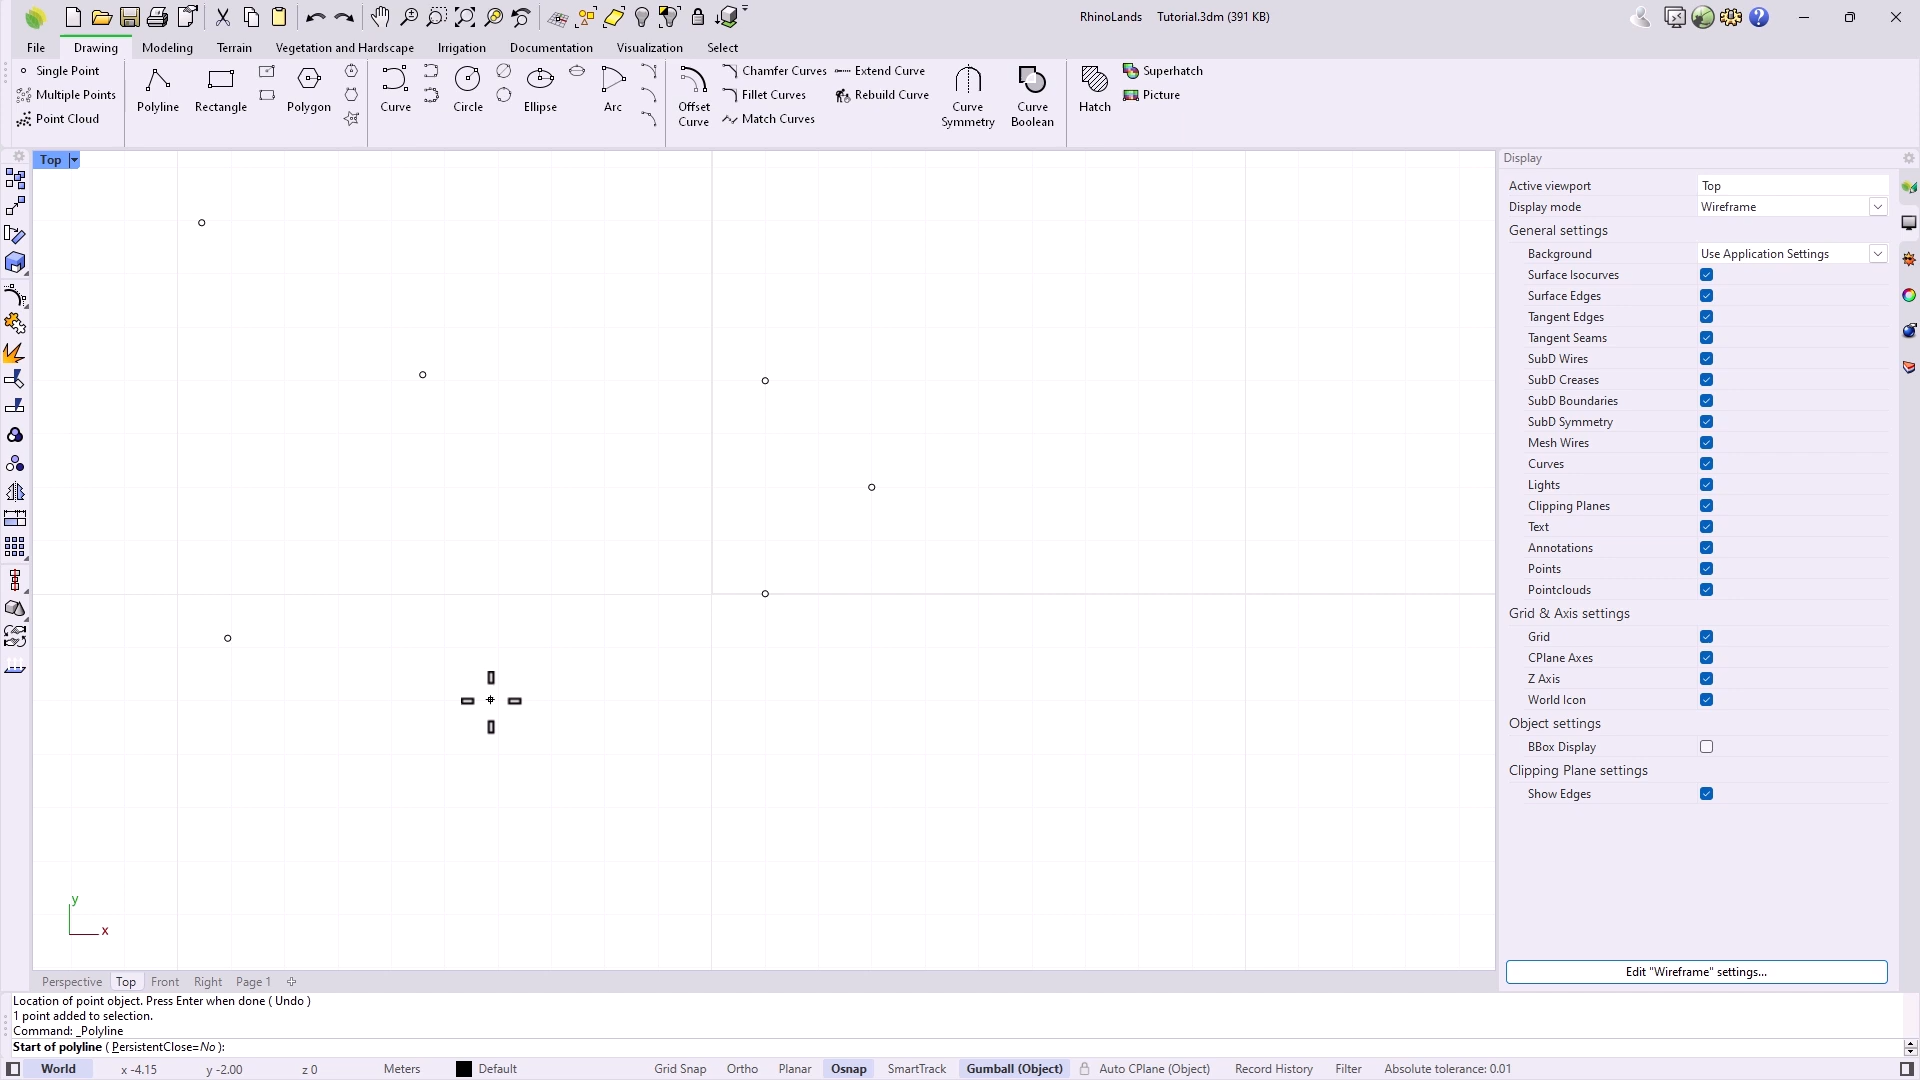 RhinoLands Tutorial.3dm (391 KB)
File Drawing Modeling Terrain Vegetation and Hardscape Irrigation Documentation Visualization Select
Single Point
Multiple Points
Point Cloud
Polyline
Rectangle
Polygon
Curve
Circle
Ellipse
Arc
Offset
Curve
Chamfer Curves
Fillet Curves
Match Curves
Extend Curve
Rebuild Curve
Curve
Symmetry
Curve
Boolean
Hatch
Superhatch
Picture
Top
Display
Active viewport Top
Display mode Wireframe
General settings
Background Use Application Settings
Surface Isocurves
Surface Edges
Tangent Edges
Tangent Seams
SubD Wires
SubD Creases
SubD Boundaries
SubD Symmetry
Mesh Wires
Curves
Lights
Clipping Planes
Text
Annotations
Points
Pointclouds
Grid & Axis settings
Grid
CPlane Axes
Z Axis
World Icon
Object settings
BBox Display
Clipping Plane settings
Show Edges
Edit "Wireframe" settings...
y
x
Perspective Top Front Right Page 1
Location of point object. Press Enter when done ( Undo )
1 point added to selection.
Command: _Polyline
Start of polyline ( PersistentClose=No ):
World x -4.15 y -2.00 z 0 Meters Default Grid Snap Ortho Planar Osnap SmartTrack Gumball (Object) Auto CPlane (Object) Record History Filter Absolute tolerance: 0.01